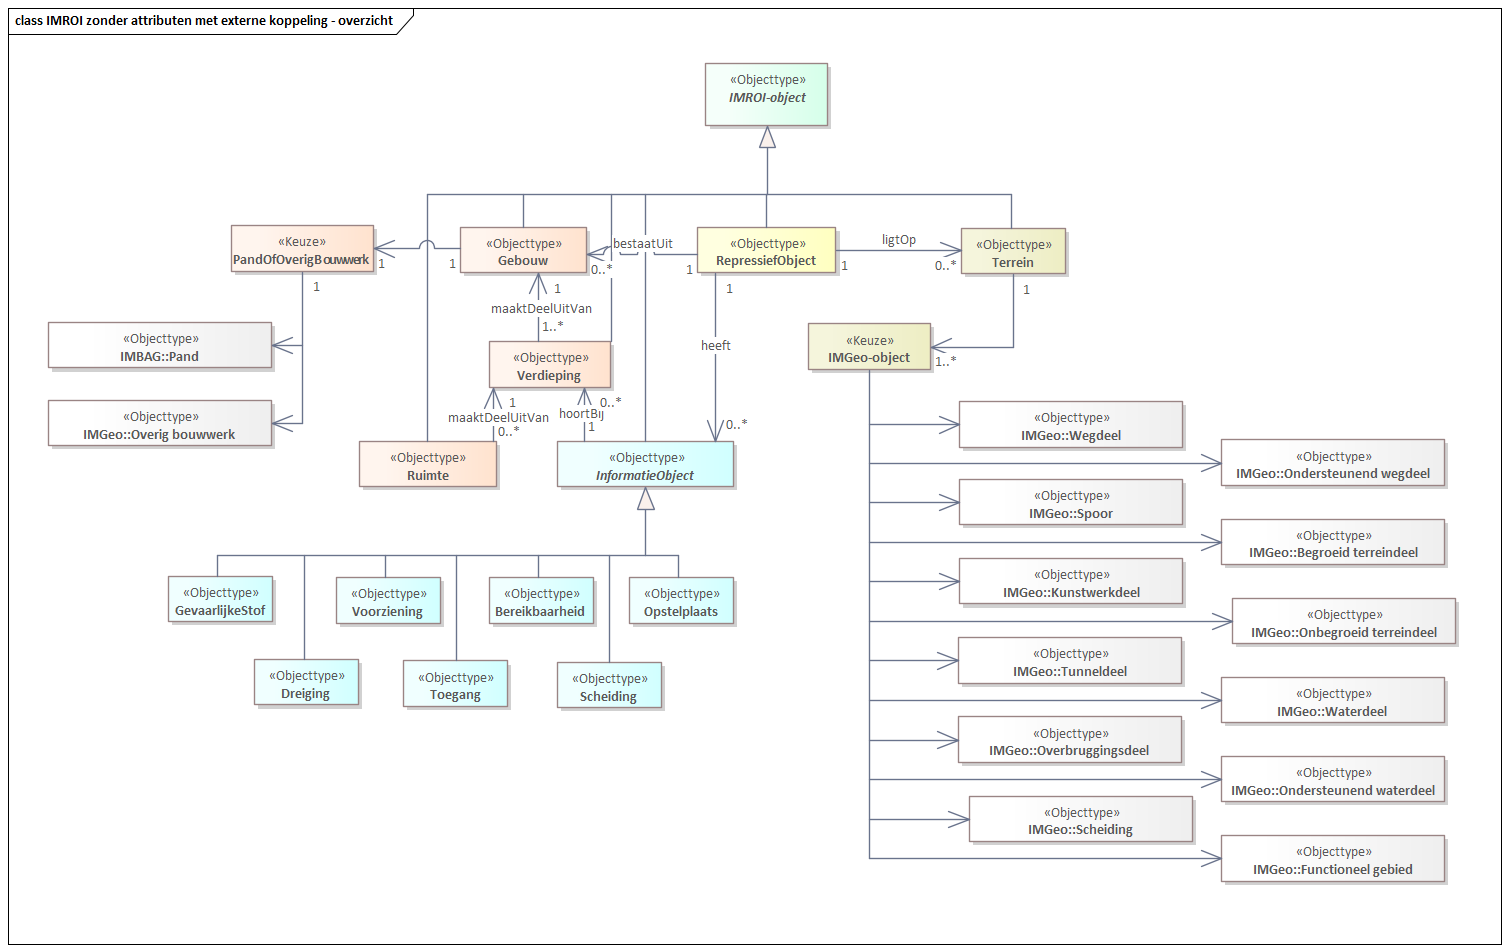 class IMROI zonder attributen met externe koppeling - overzicht
«Objecttype»
IMROI-object
«Keuze»
PandOfOverigBouwwerk
«Objecttype»
Gebouw
bestaatUit
«Objecttype»
RepressiefObject
ligtOp
«Objecttype»
Terrein
1
1
0..*
1
1
0..*
1
1
maaktDeelUitVan
1..*
1
heeft
1
«Objecttype»
IMBAG::Pand
«Objecttype»
Verdieping
«Keuze»
IMGeo-object
1..*
«Objecttype»
IMGeo::Overig bouwwerk
maaktDeelUitVan
1
0..*
hoortBij
0..*
1
0..*
«Objecttype»
Ruimte
«Objecttype»
InformatieObject
«Objecttype»
GevaarlijkeStof
«Objecttype»
Voorziening
«Objecttype»
Bereikbaarheid
«Objecttype»
Opstelplaats
«Objecttype»
Dreiging
«Objecttype»
Toegang
«Objecttype»
Scheiding
«Objecttype»
IMGeo::Wegdeel
«Objecttype»
IMGeo::Ondersteunend wegdeel
«Objecttype»
IMGeo::Spoor
«Objecttype»
IMGeo::Begroeid terreindeel
«Objecttype»
IMGeo::Kunstwerkdeel
«Objecttype»
IMGeo::Onbegroeid terreindeel
«Objecttype»
IMGeo::Tunneldeel
«Objecttype»
IMGeo::Waterdeel
«Objecttype»
IMGeo::Overbruggingsdeel
«Objecttype»
IMGeo::Ondersteunend waterdeel
«Objecttype»
IMGeo::Scheiding
«Objecttype»
IMGeo::Functioneel gebied